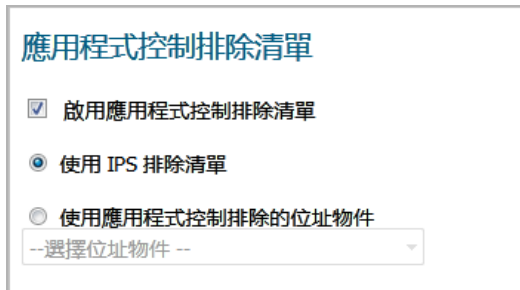 應用程式控制排除清單
啟用應用程式控制排除清單
使用 IPS 排除清單
使用應用程式控制排除的位址物件
--選擇位址物件 --